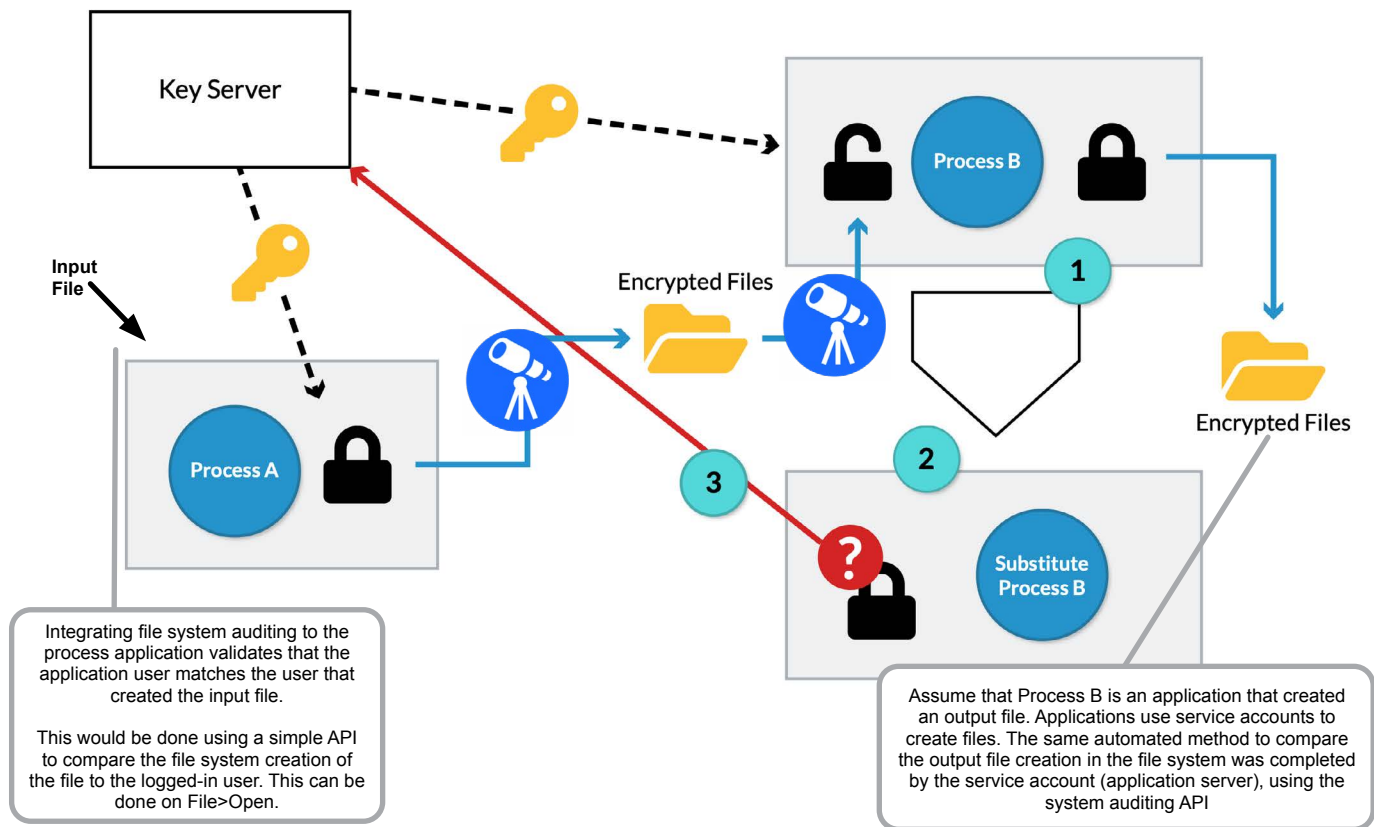 Key Server
Process B
1
Input
File
Encrypted Files
Encrypted Files
Process A
2
3
?
Substitute
Process B
Integrating file system auditing to the
process application validates that the
application user matches the user that
created the input file.
This would be done using a simple API
to compare the file system creation of
the file to the logged-in user. This can be
done on File>Open.
Assume that Process B is an application that created
an output file. Applications use service accounts to
create files. The same automated method to compare
the output file creation in the file system was completed
by the service account (application server), using the
system auditing API